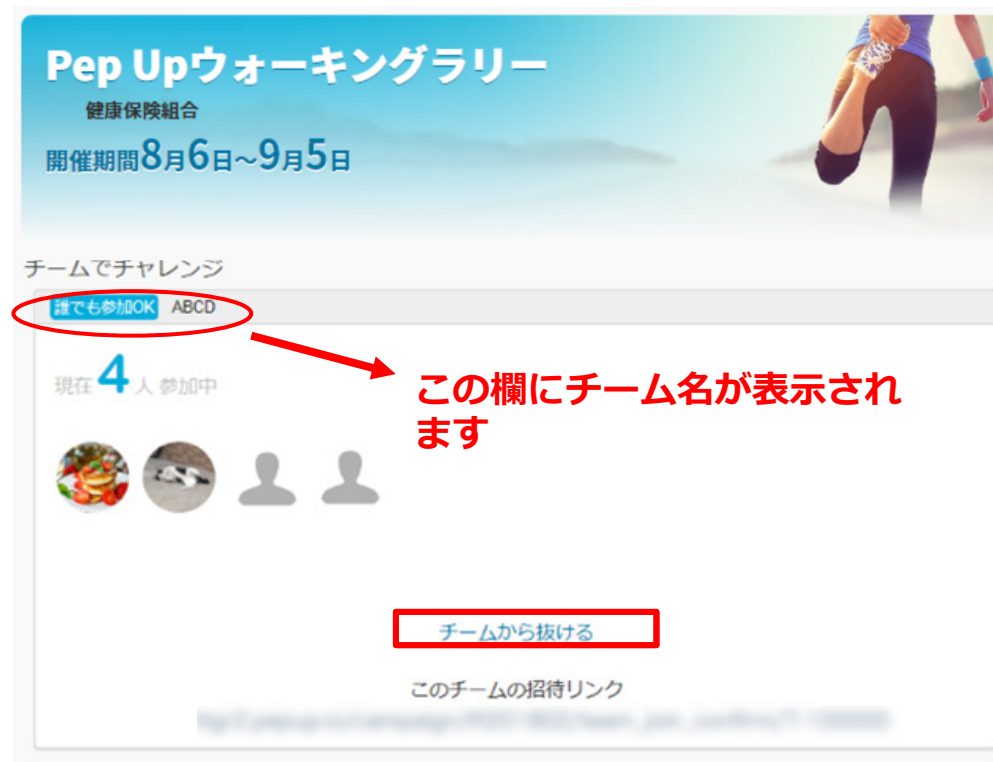 Pep Upウォーキングラリー
健康保険組合
開催期間8月6日～9月5日
チームでチャレンジ
誰でも参加OK ABCD
現在4人 参加中
この欄にチーム名が表示され
ます
チームから抜ける
このチームの招待リンク